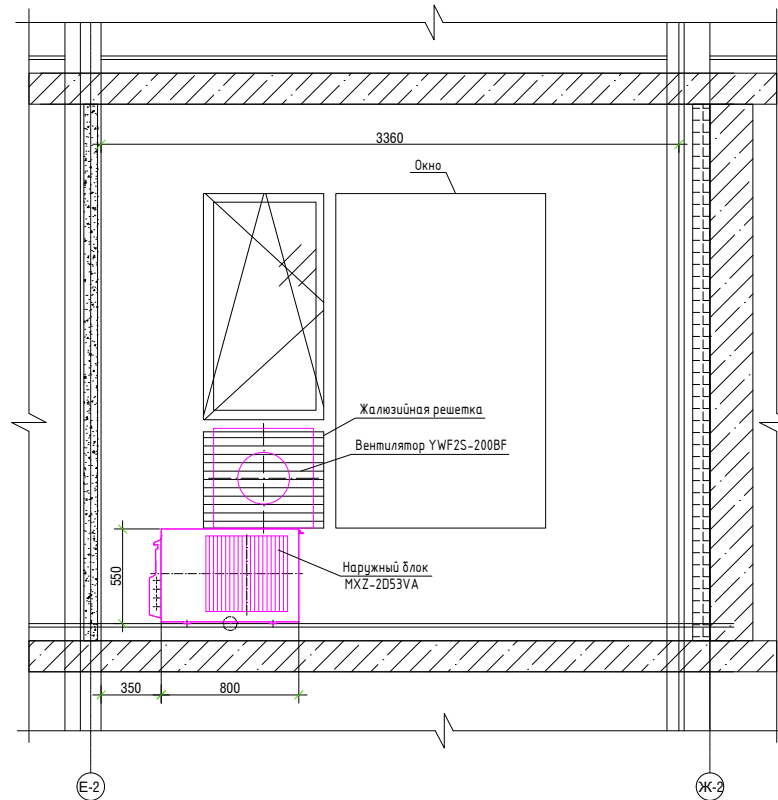 3360
Окно
Жалюзийная решетка
Вентилятор YWF2S-200BF
Наружный блок
MXZ-2D53VA
550
350
800
Е-2
Ж-2